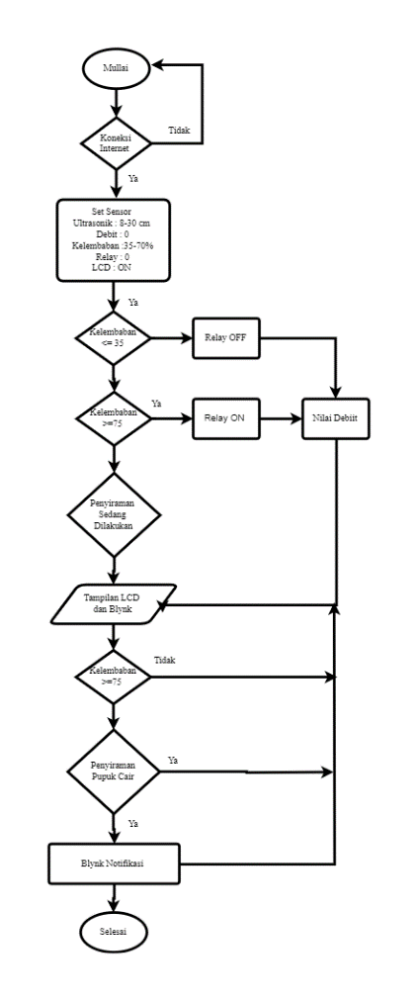 Mullai
Koneksi
Internet
Tidak
Ya
Set Sensor
Ultrasonik : 8-30 cm
Debit : 0
Kelembaban :35-70%
Relay : 0
LCD : ON
Ya
Kelembaban
<= 35
Relay OFF
Kelembaban
>=75
Ya
Relay ON
Nilai Debiit
Penyiraman
Sedang
Dilakukan
Tampilan LCD
dan Blynk
Kelembaban
>=75
Tidak
Penyiraman
Pupuk Cair
Ya
Ya
Blynk Notifikasi
Selesai